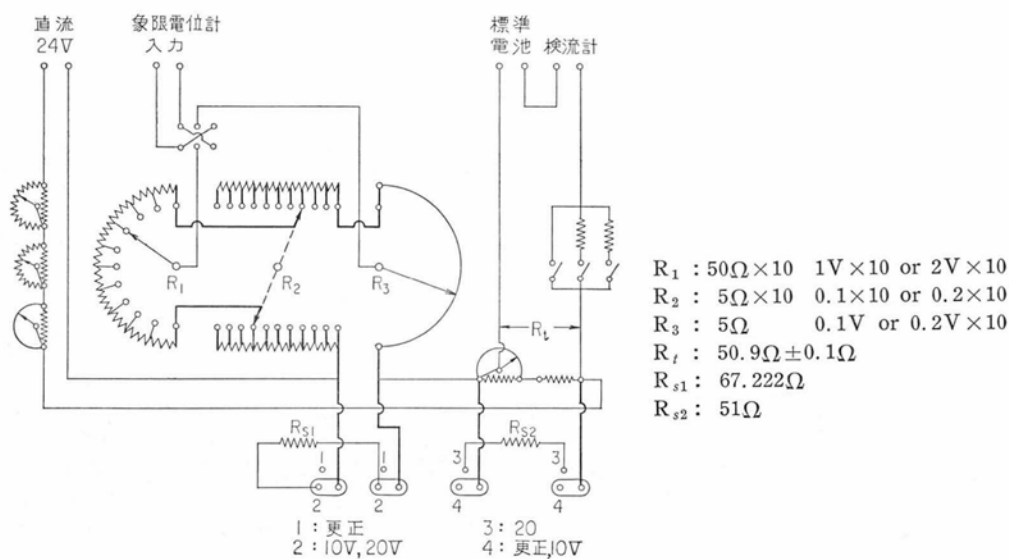 直流
24V
象限電位計
入力
標準
電池 検流計
R₁
R₂
R₃
Rₜ
Rs1
Rs2
1
1
3
3
2
2
4
4
1：更正
2：10V, 20V
3：20
4：更正,10V
R₁：50Ω×10 1V×10 or 2V×10
R₂： 5Ω×10 0.1×10 or 0.2×10
R₃： 5Ω 0.1V or 0.2V×10
Rₜ： 50.9Ω±0.1Ω
Rs1： 67.222Ω
Rs2： 51Ω